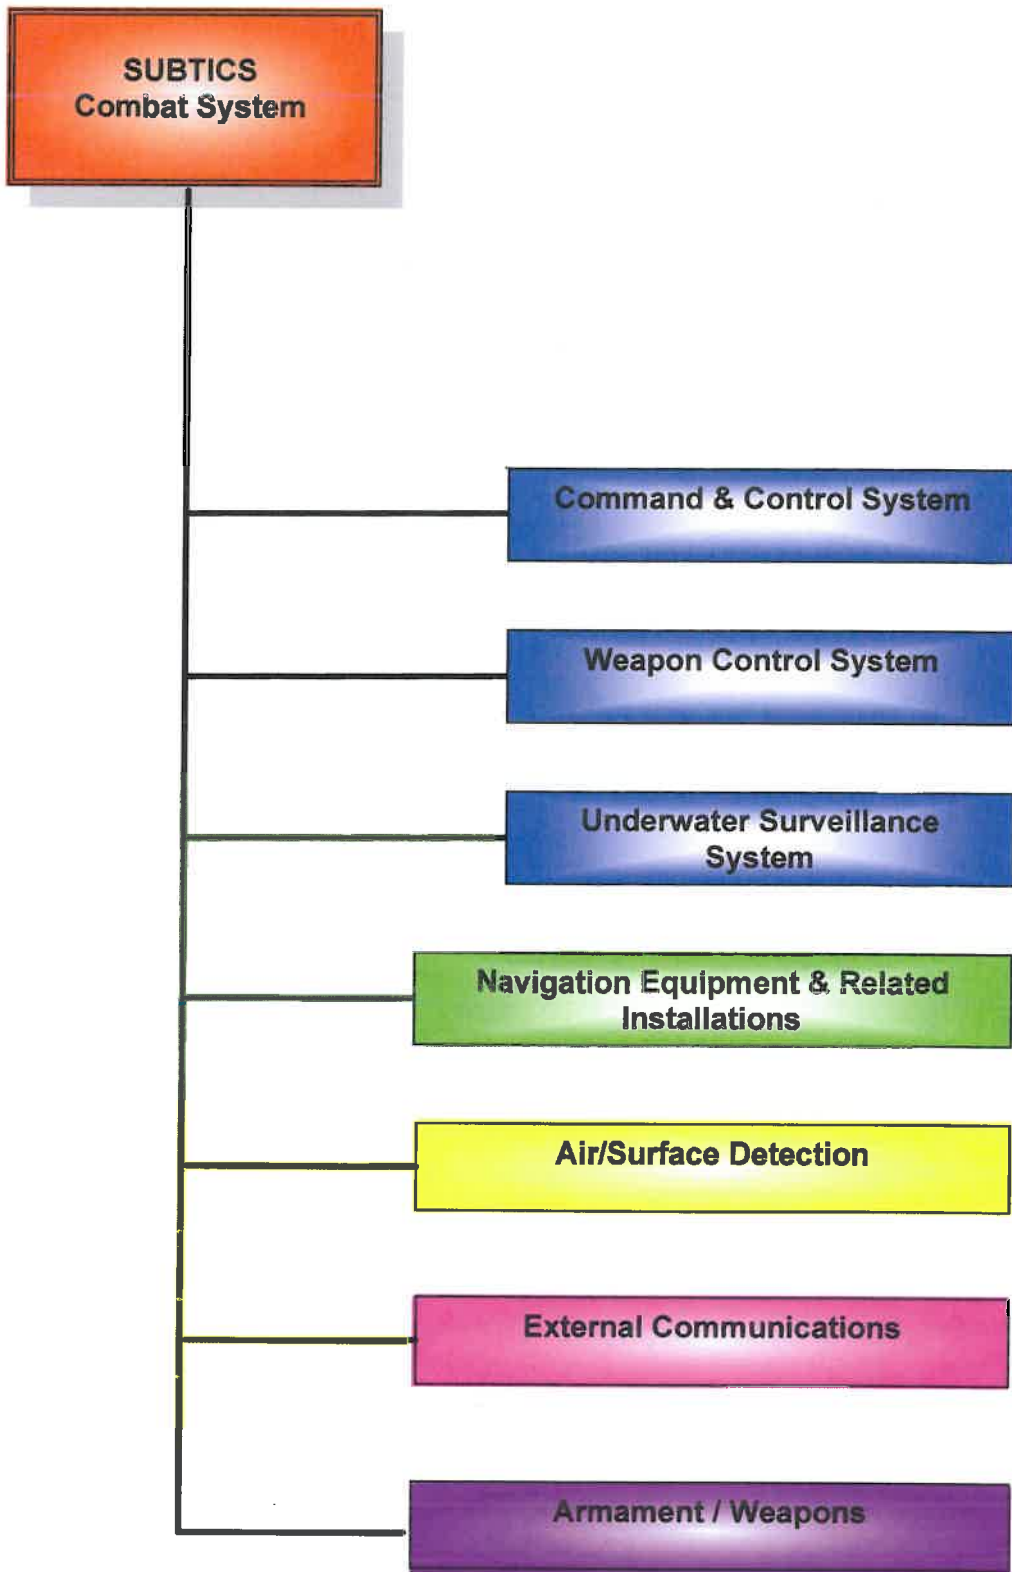 SUBTICS
Combat System
Command & Control System
Weapon Control System
Underwater Surveillance
System
Navigation Equipment & Related
Installations
Air/Surface Detection
External Communications
Armament / Weapons